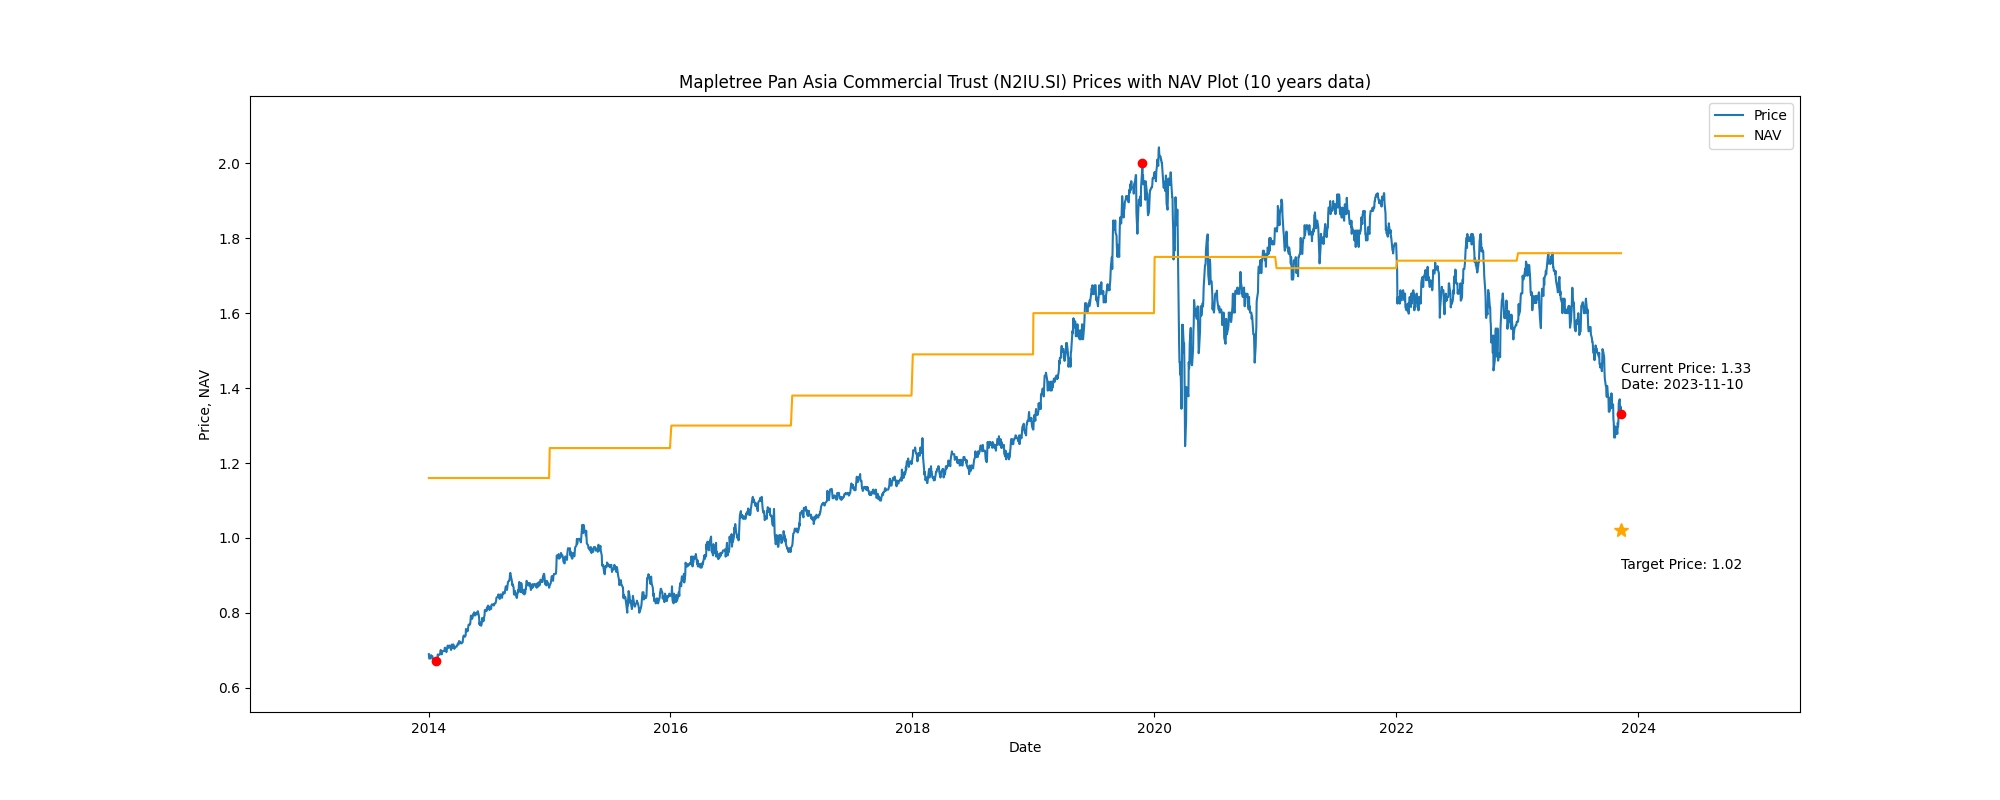 Mapletree Pan Asia Commercial Trust (N2IU.SI) Prices with NAV Plot (10 years data)
Price
NAV
2.0
1.8
1.6
1.4
1.2
1.0
0.8
0.6
Price, NAV
Current Price: 1.33
Date: 2023-11-10
Target Price: 1.02
2014
2016
2018
2020
2022
2024
Date